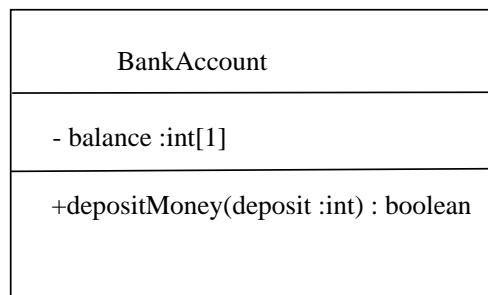 BankAccount
- balance :int[1]
+depositMoney(deposit :int) : boolean